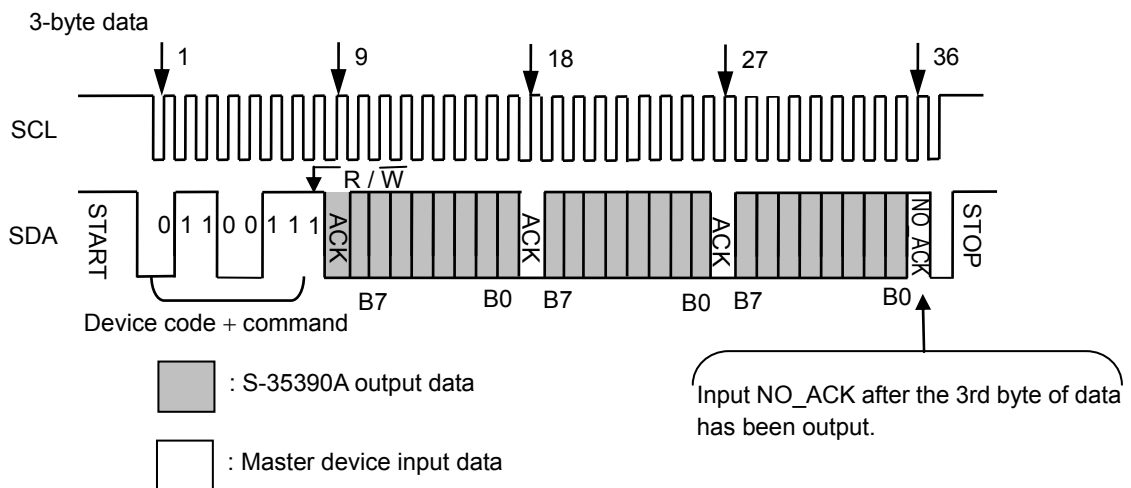 3-byte data
1 9 18 27 36
SCL
R / W
SDA
START 0 1 1 0 0 1 1 1 ACK ACK ACK NO_ACK STOP
B7 B0 B7 B0 B7 B0
Device code + command
: S-35390A output data
Input NO_ACK after the 3rd byte of data
has been output.
: Master device input data